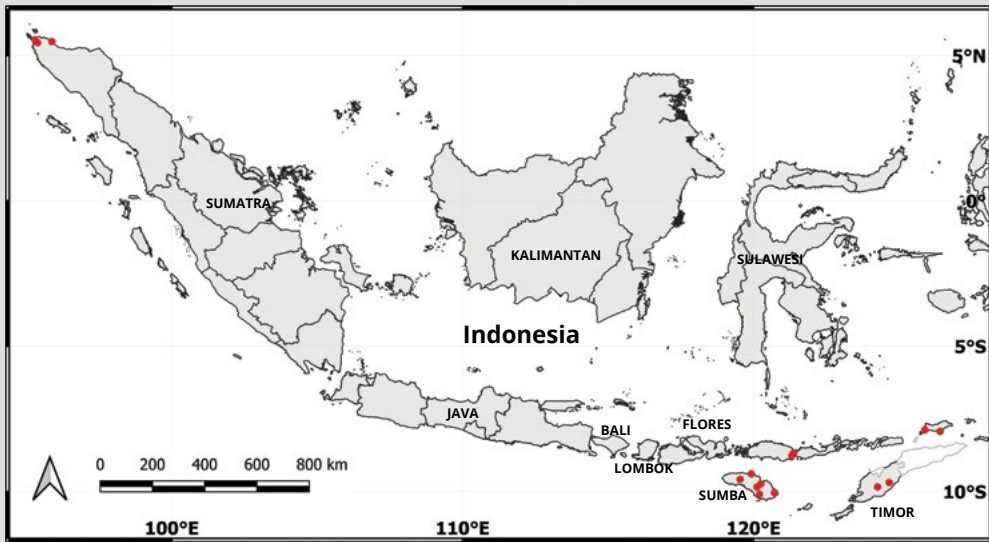 5°N
SUMATRA
0°
KALIMANTAN
SULAWESI
Indonesia
5°S
JAVA
FLORES
BALI
LOMBOK
0 200 400 600 800 km
SUMBA
10°S
TIMOR
100°E 110°E 120°E